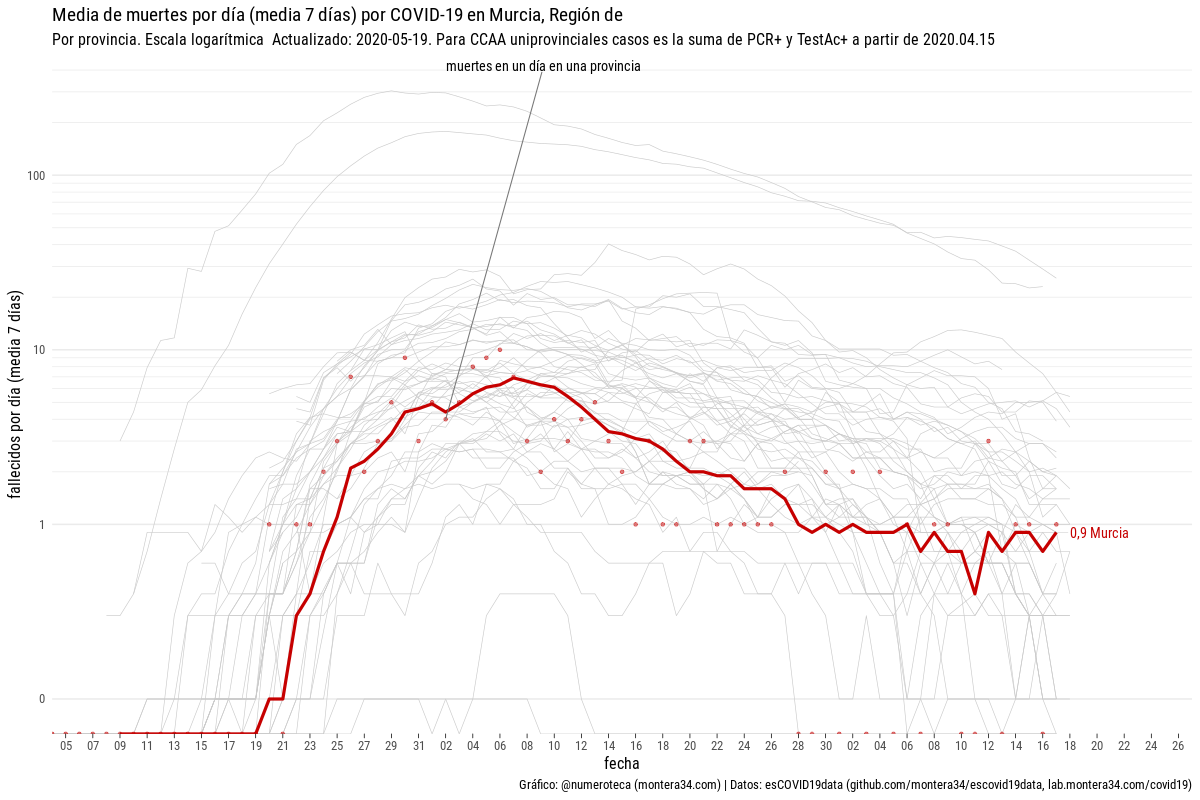 Media de muertes por día (media 7 días) por COVID-19 en Murcia, Región de
Por provincia. Escala logarítmica  Actualizado: 2020-05-19. Para CCAA uniprovinciales casos es la suma de PCR+ y TestAc+ a partir de 2020.04.15
muertes en un día en una provincia
fallecidos por día (media 7 días)
100
10
1
0
0,9 Murcia
05 07 09 11 13 15 17 19 21 23 25 27 29 31 02 04 06 08 10 12 14 16 18 20 22 24 26 28 30 02 04 06 08 10 12 14 16 18 20 22 24 26
fecha
Gráfico: @numeroteca (montera34.com) | Datos: esCOVID19data (github.com/montera34/escovid19data, lab.montera34.com/covid19)